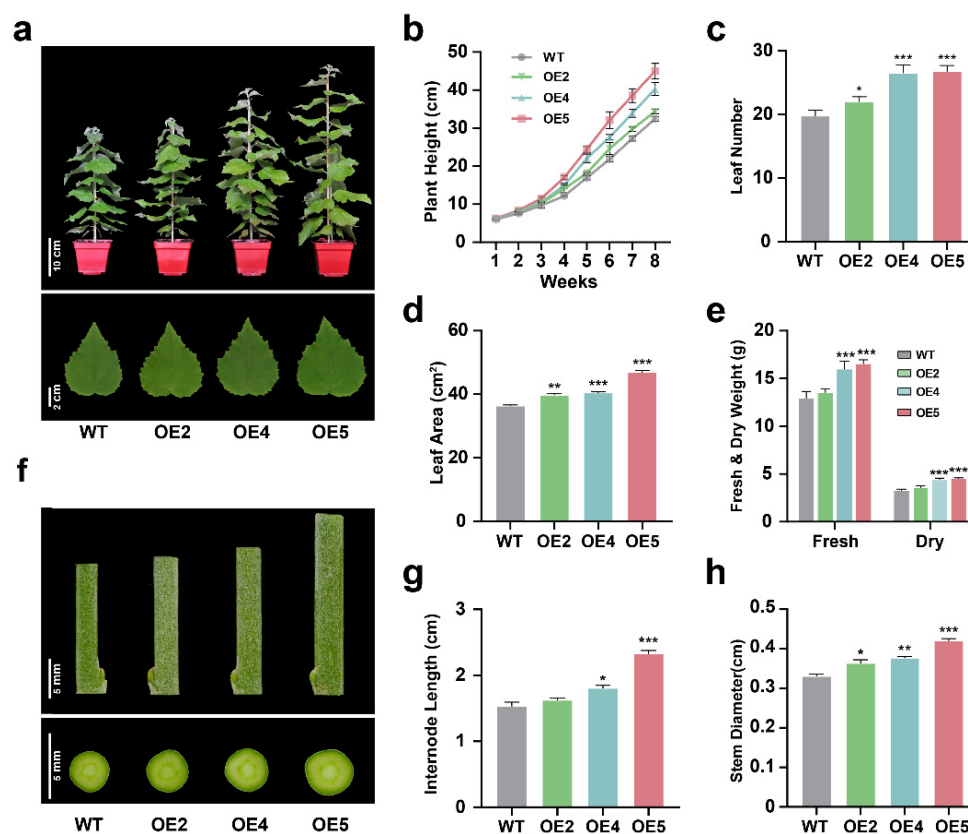 a
10 cm
2 cm
WT OE2 OE4 OE5
b
Plant Height (cm)
50
40
30
20
10
0
WT
OE2
OE4
OE5
1 2 3 4 5 6 7 8
Weeks
c
Leaf Number
30
20
10
0
*
***
***
WT OE2 OE4 OE5
d
Leaf Area (cm²)
60
40
20
0
**
***
***
WT OE2 OE4 OE5
e
Fresh & Dry Weight (g)
20
15
10
5
0
WT
OE2
OE4
OE5
*** ***
*** ***
Fresh Dry
f
5 mm
5 mm
WT OE2 OE4 OE5
g
Internode Length (cm)
3
2
1
0
*
***
WT OE2 OE4 OE5
h
Stem Diameter(cm)
0.5
0.4
0.3
0.2
0.1
0
*
**
***
WT OE2 OE4 OE5